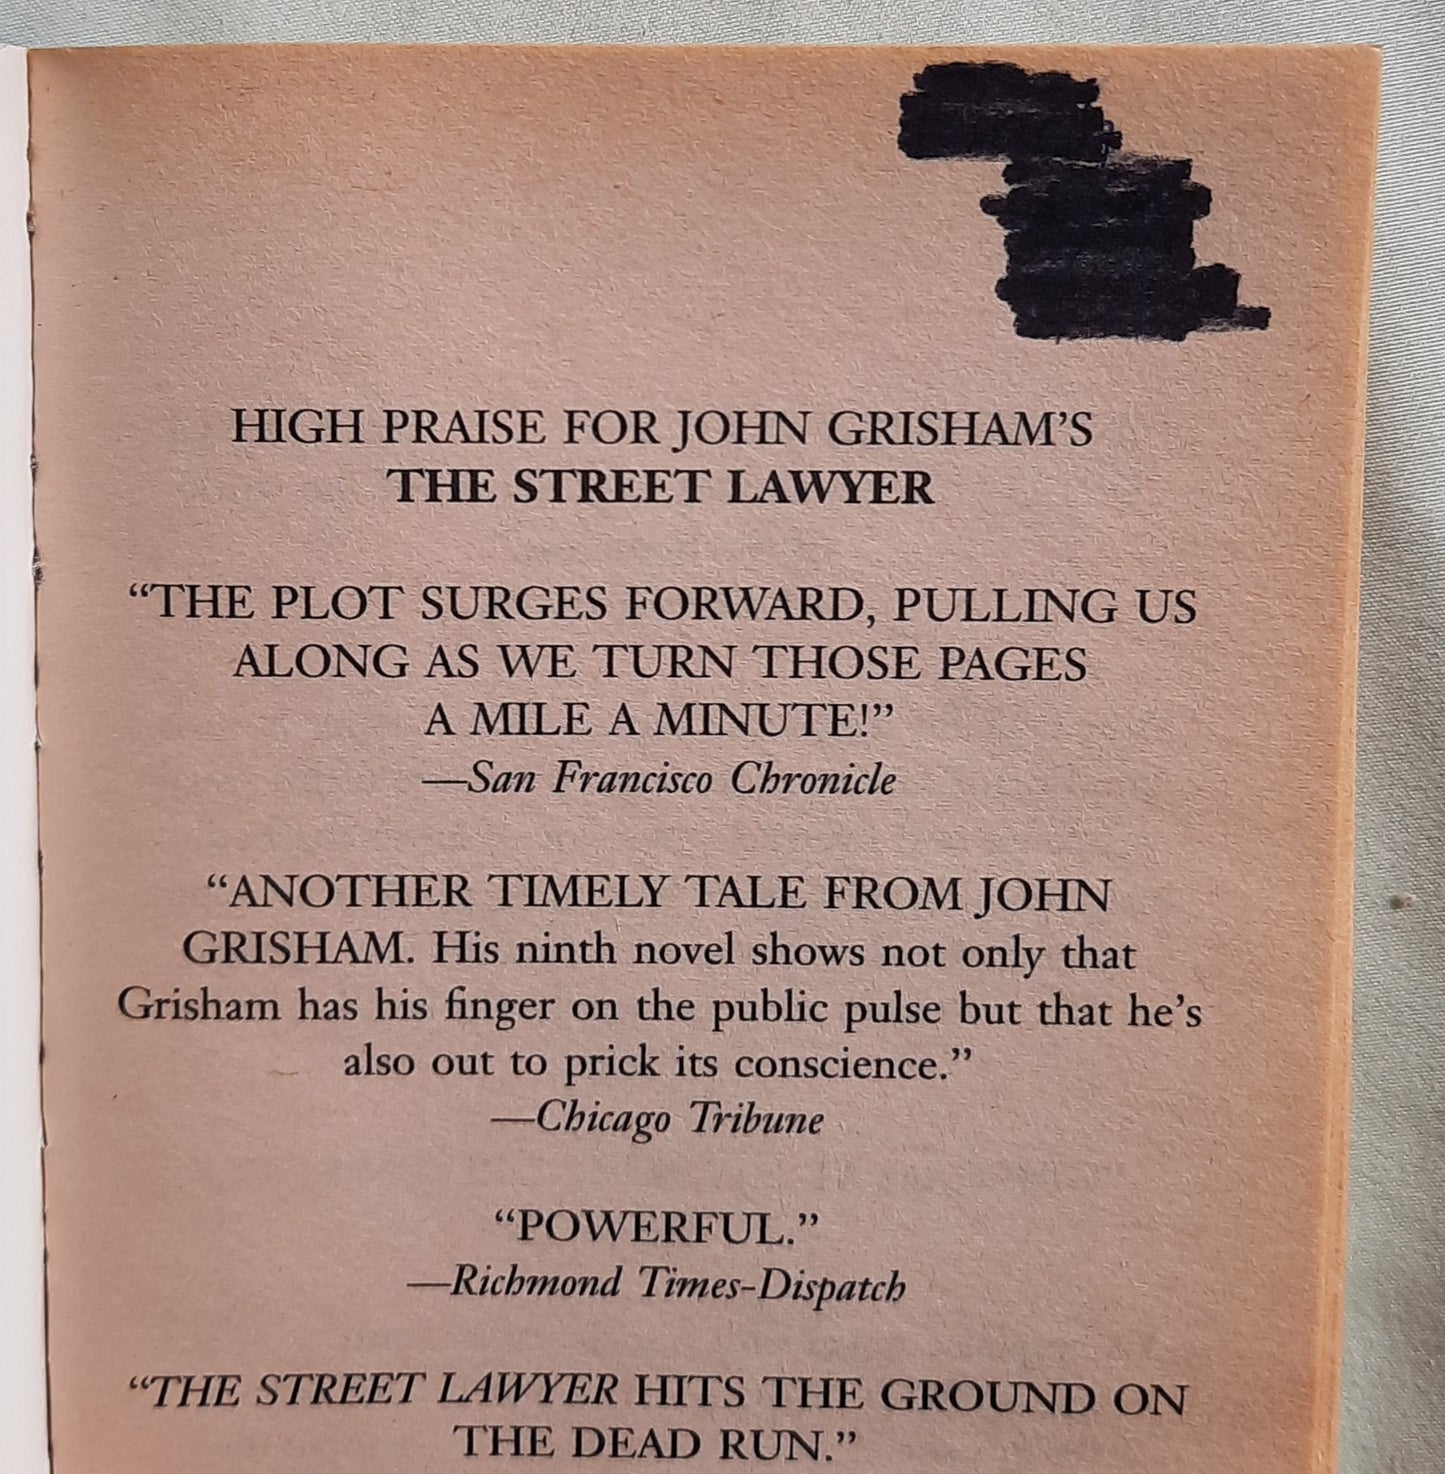 HIGH PRAISE FOR JOHN GRISHAM’S
THE STREET LAWYER
“THE PLOT SURGES FORWARD, PULLING US
ALONG AS WE TURN THOSE PAGES
A MILE A MINUTE!”
—San Francisco Chronicle
“ANOTHER TIMELY TALE FROM JOHN
GRISHAM. His ninth novel shows not only that
Grisham has his finger on the public pulse but that he’s
also out to prick its conscience.”
—Chicago Tribune
“POWERFUL.”
—Richmond Times-Dispatch
“THE STREET LAWYER HITS THE GROUND ON
THE DEAD RUN.”